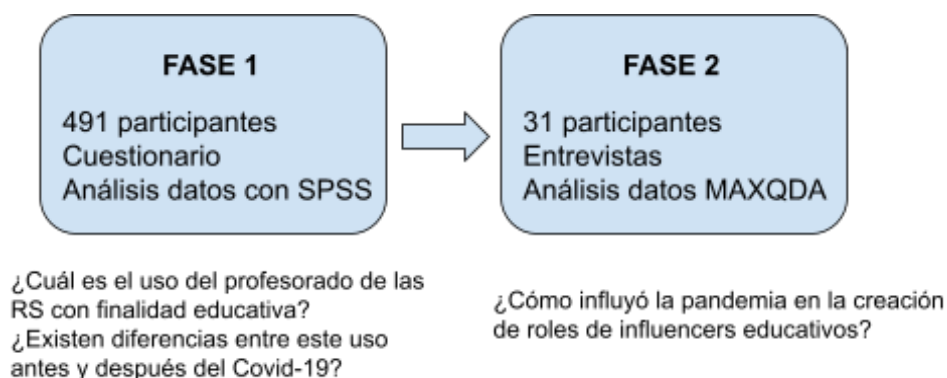 FASE 1
491 participantes
Cuestionario
Análisis datos con SPSS
¿Cuál es el uso del profesorado de las
RS con finalidad educativa?
¿Existen diferencias entre este uso
antes y después del Covid-19?
FASE 2
31 participantes
Entrevistas
Análisis datos MAXQDA
¿Cómo influyó la pandemia en la creación
de roles de influencers educativos?